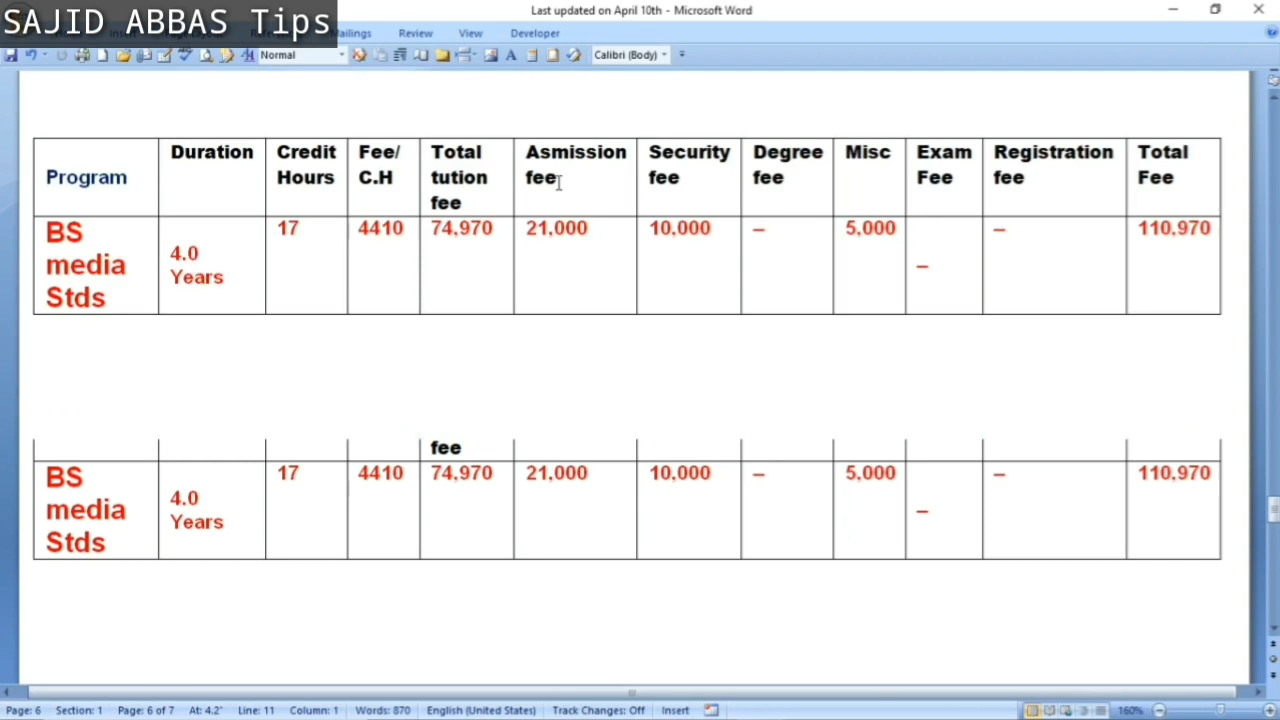 SAJID ABBAS Tips
Last updated on April 10th - Microsoft Word
Mailings Review View Developer
Normal Calibri (Body)
Program Duration Credit Hours Fee/ C.H Total tution fee Asmission fee Security fee Degree fee Misc Exam Fee Registration fee Total Fee
BS media Stds 4.0 Years 17 4410 74,970 21,000 10,000 – 5,000 – – 110,970
fee
BS media Stds 4.0 Years 17 4410 74,970 21,000 10,000 – 5,000 – – 110,970
Page: 6 Section: 1 Page: 6 of 7 At: 4.2" Line: 11 Column: 1 Words: 870 English (United States) Track Changes: Off Insert 160%